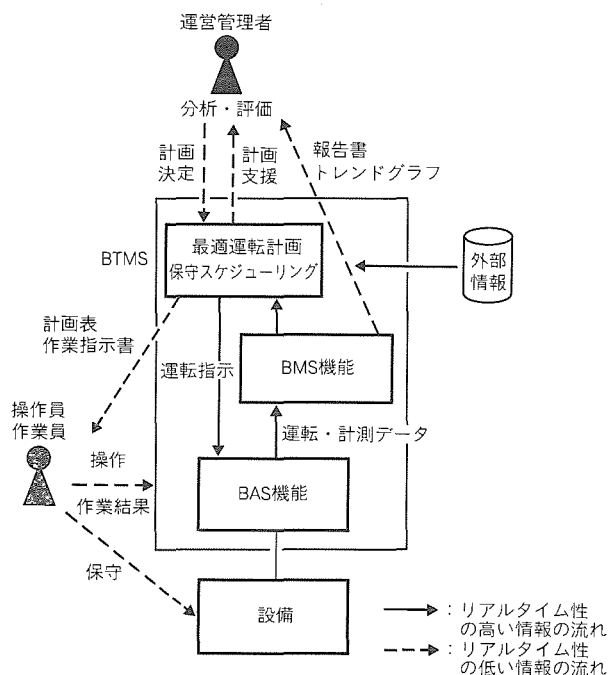 運営管理者
分析・評価
計画
決定
計画
支援
報告書
トレンドグラフ
BTMS
最適運転計画
保守スケジューリング
外部
情報
計画表
作業指示書
運転指示
BMS機能
運転・計測データ
操作員
作業員
操作
作業結果
BAS機能
保守
設備
：リアルタイム性
の高い情報の流れ
：リアルタイム性
の低い情報の流れ